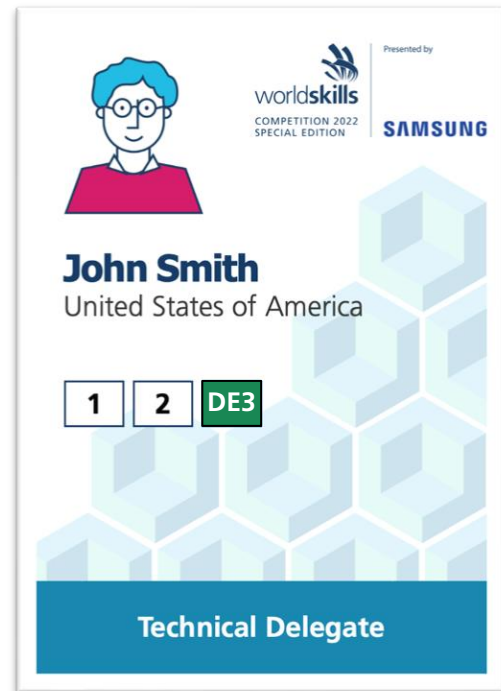 Presented by
worldskills
COMPETITION 2022
SPECIAL EDITION
SAMSUNG
John Smith
United States of America
1 2 DE3
Technical Delegate